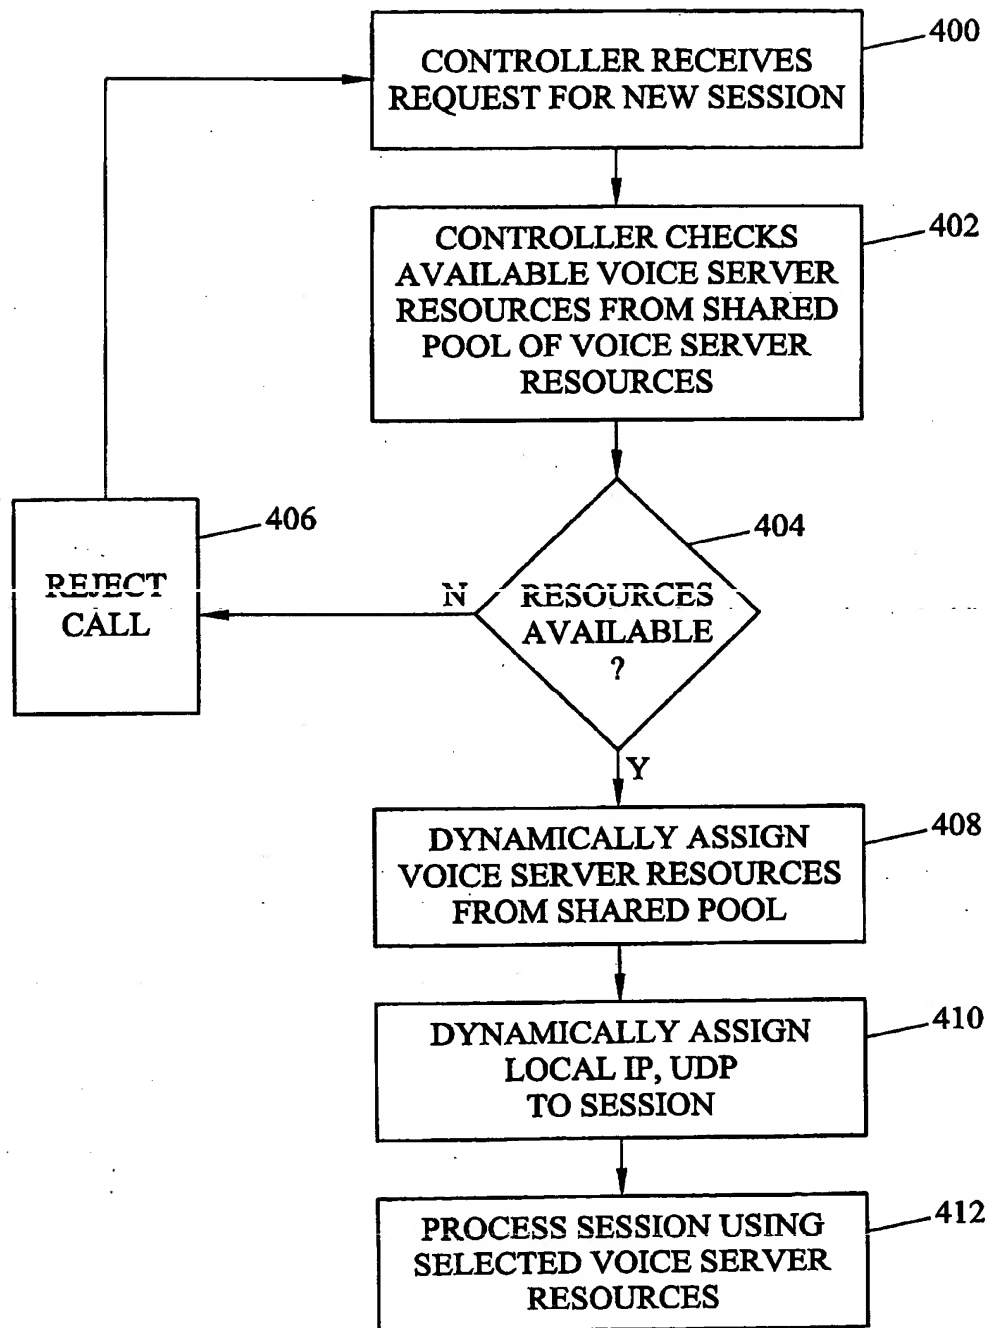 400
CONTROLLER RECEIVES
REQUEST FOR NEW SESSION
402
CONTROLLER CHECKS
AVAILABLE VOICE SERVER
RESOURCES FROM SHARED
POOL OF VOICE SERVER
RESOURCES
406
REJECT
CALL
404
N
RESOURCES
AVAILABLE
?
Y
408
DYNAMICALLY ASSIGN
VOICE SERVER RESOURCES
FROM SHARED POOL
410
DYNAMICALLY ASSIGN
LOCAL IP, UDP
TO SESSION
412
PROCESS SESSION USING
SELECTED VOICE SERVER
RESOURCES